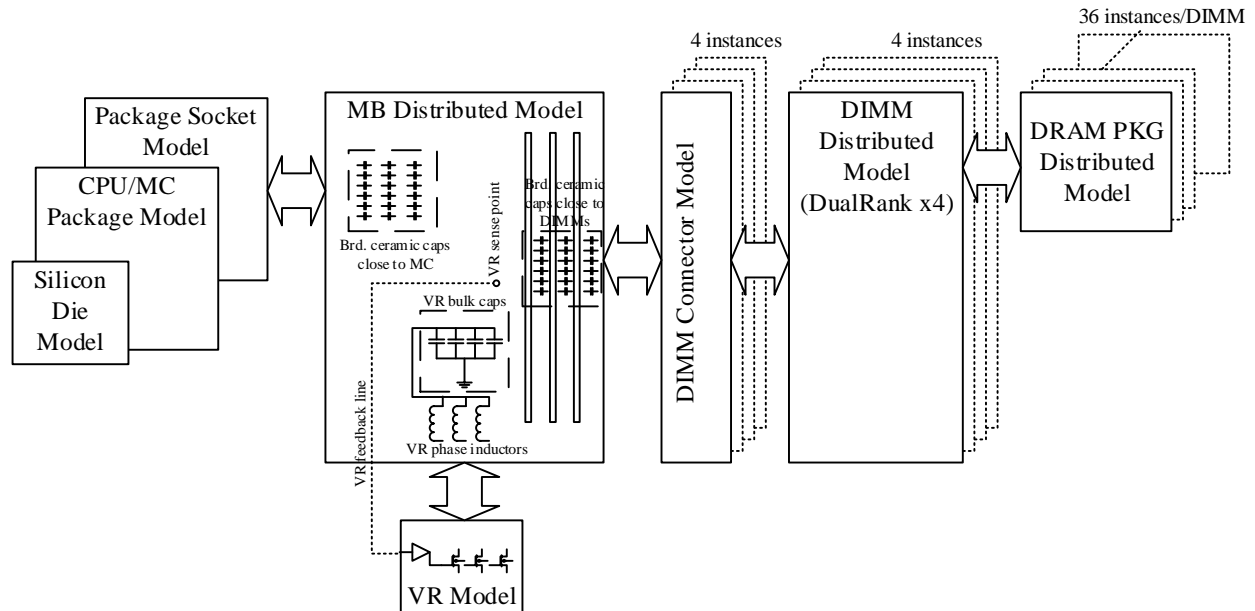 36 instances/DIMM
4 instances
4 instances
Package Socket
Model
CPU/MC
Package Model
Silicon
Die
Model
MB Distributed Model
Brd. ceramic caps
close to MC
VR sense point
Brd. ceramic
caps close to
DIMMs
VR bulk caps
VR phase inductors
VR feedback line
VR Model
DIMM Connector Model
DIMM
Distributed
Model
(DualRank x4)
DRAM PKG
Distributed
Model